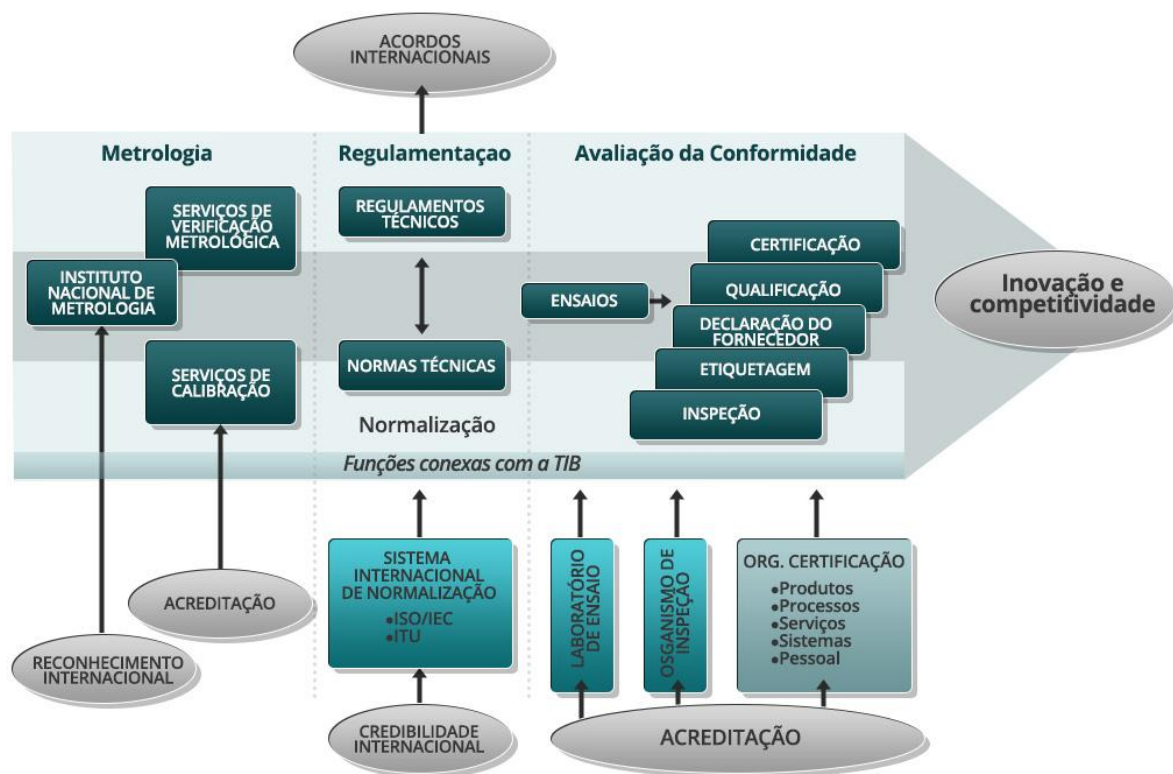 ACORDOS
INTERNACIONAIS
Metrologia
Regulamentaçao
Avaliação da Conformidade
SERVIÇOS DE
VERIFICAÇÃO
METROLÓGICA
REGULAMENTOS
TÉCNICOS
CERTIFICAÇÃO
INSTITUTO
NACIONAL DE
METROLOGIA
ENSAIOS
QUALIFICAÇÃO
DECLARAÇÃO DO
FORNECEDOR
Inovação e
competitividade
SERVIÇOS DE
CALIBRAÇÃO
NORMAS TÉCNICAS
ETIQUETAGEM
INSPEÇÃO
Normalização
Funções conexas com a TIB
SISTEMA
INTERNACIONAL
DE NORMALIZAÇÃO
•ISO/IEC
•ITU
LABORATÓRIO
DE ENSAIO
OSGANISMO DE
INSPEÇÃO
ORG. CERTIFICAÇÃO
•Produtos
•Processos
•Serviços
•Sistemas
•Pessoal
ACREDITAÇÃO
RECONHECIMENTO
INTERNACIONAL
CREDIBILIDADE
INTERNACIONAL
ACREDITAÇÃO